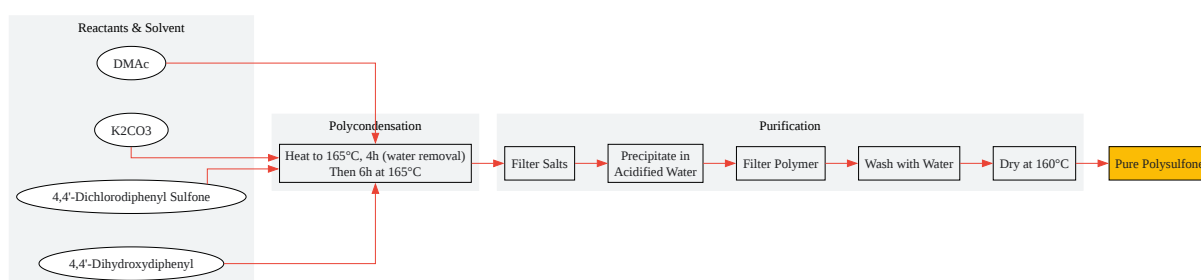 Reactants & Solvent
DMAc
K2CO3
4,4'-Dichlorodiphenyl Sulfone
4,4'-Dihydroxydiphenyl
Polycondensation
Heat to 165°C, 4h (water removal)
Then 6h at 165°C
Purification
Filter Salts
Precipitate in
Acidified Water
Filter Polymer
Wash with Water
Dry at 160°C
Pure Polysulfone